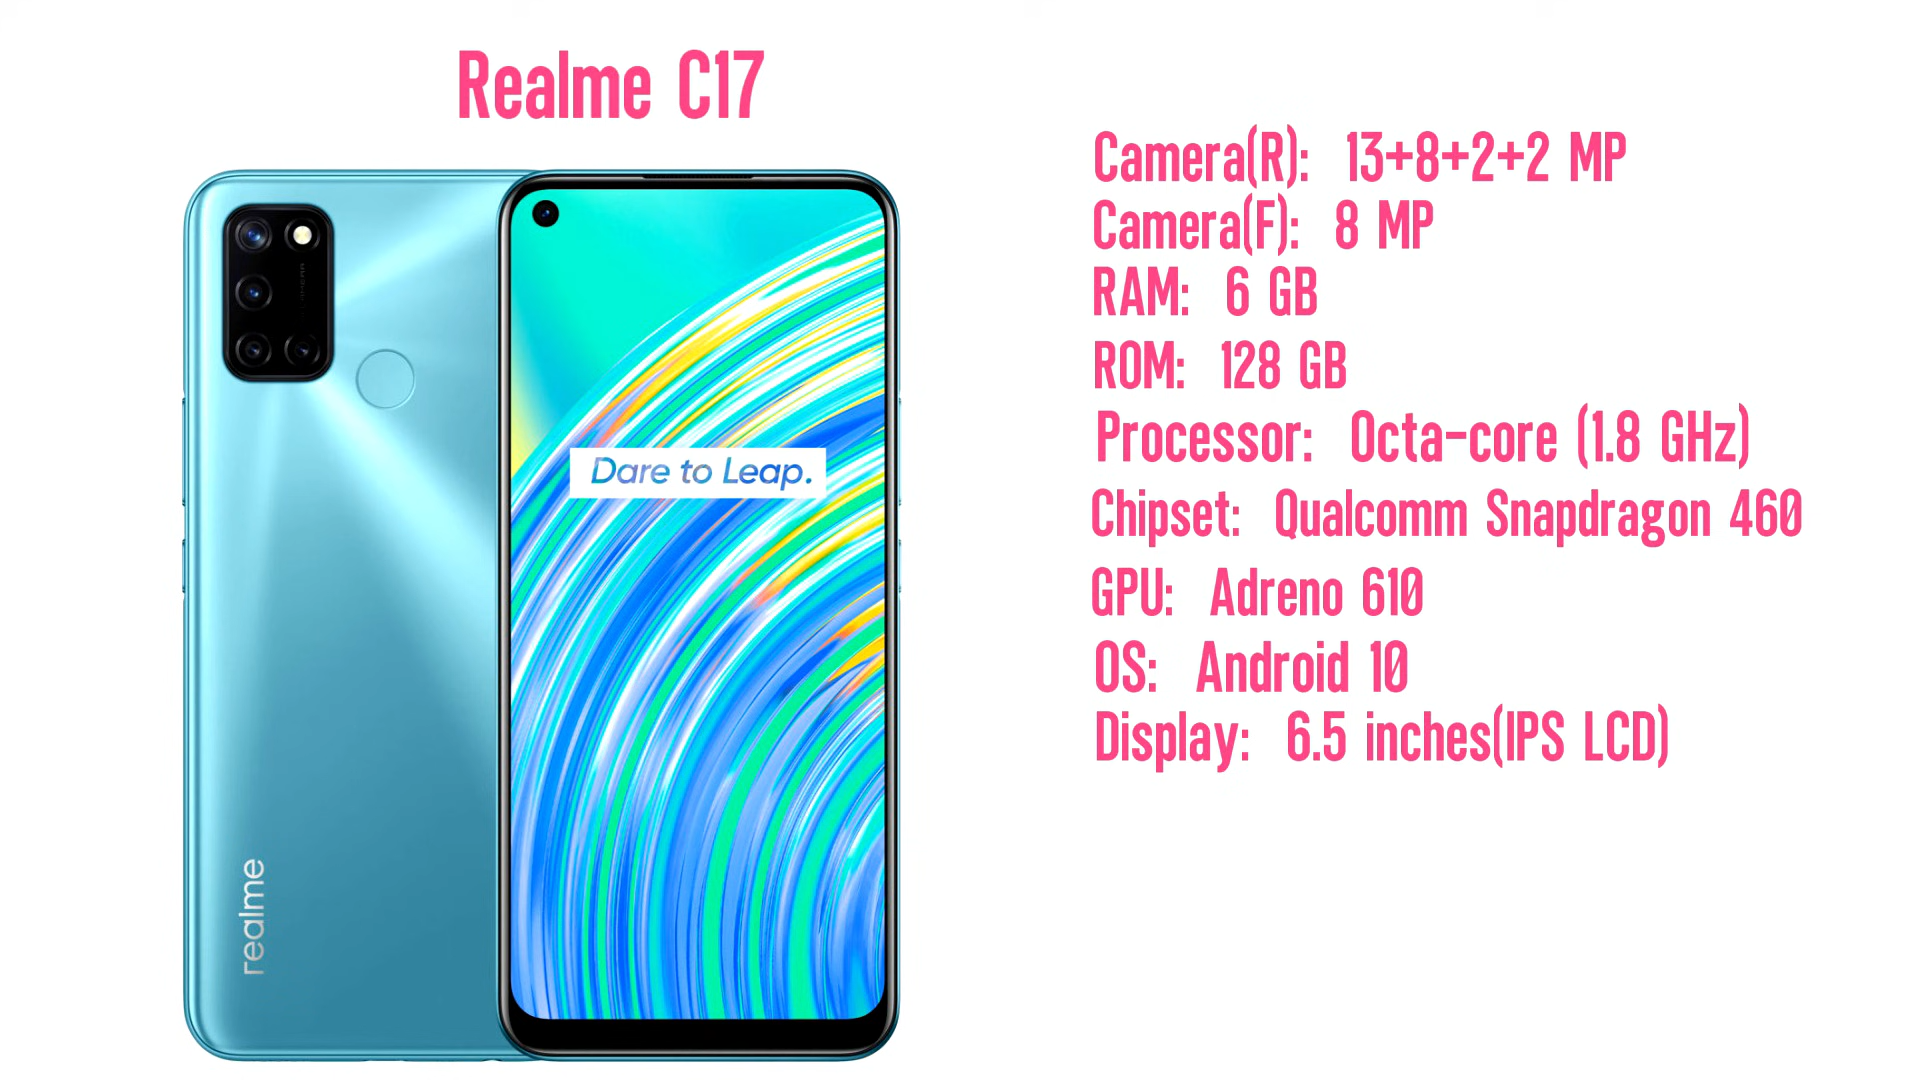 Realme C17
Camera(R): 13+8+2+2 MP
Camera(F): 8 MP
RAM: 6 GB
ROM: 128 GB
Processor: Octa-core (1.8 GHz)
Chipset: Qualcomm Snapdragon 460
GPU: Adreno 610
OS: Android 10
Display: 6.5 inches(IPS LCD)
Dare to Leap.
realme